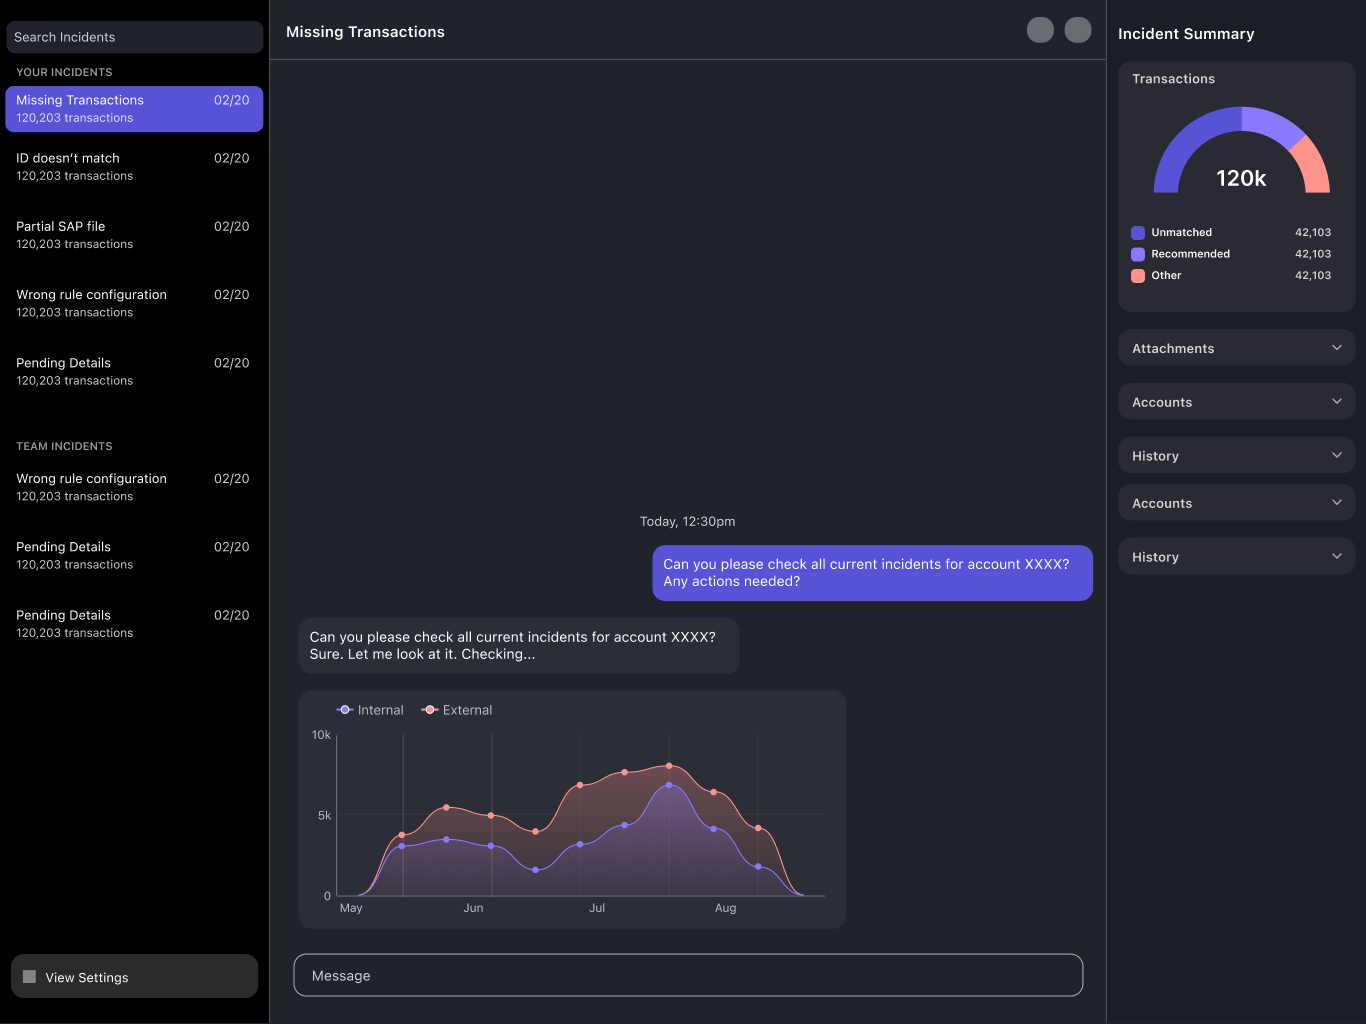 Search Incidents
YOUR INCIDENTS
Missing Transactions 02/20
120,203 transactions
ID doesn't match 02/20
120,203 transactions
Partial SAP file 02/20
120,203 transactions
Wrong rule configuration 02/20
120,203 transactions
Pending Details 02/20
120,203 transactions
TEAM INCIDENTS
Wrong rule configuration 02/20
120,203 transactions
Pending Details 02/20
120,203 transactions
Pending Details 02/20
120,203 transactions
View Settings
Missing Transactions
Today, 12:30pm
Can you please check all current incidents for account XXXX?
Any actions needed?
Can you please check all current incidents for account XXXX?
Sure. Let me look at it. Checking...
Internal External
10k
5k
0
May Jun Jul Aug
Message
Incident Summary
Transactions
120k
Unmatched 42,103
Recommended 42,103
Other 42,103
Attachments
Accounts
History
Accounts
History